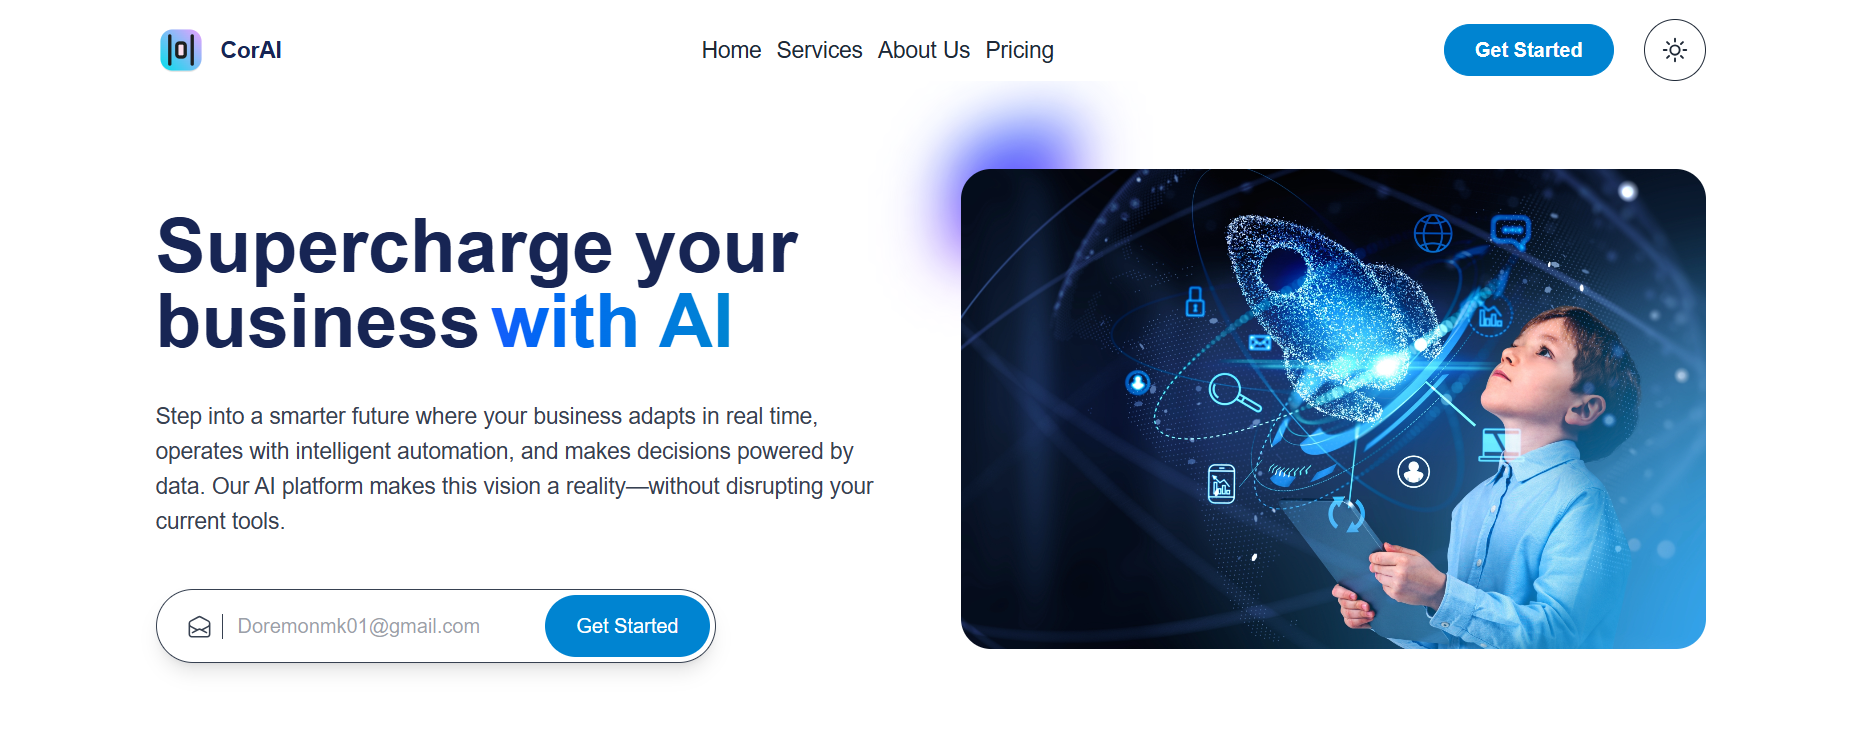 CorAI
Home Services About Us Pricing
Get Started
Supercharge your
business with AI
Step into a smarter future where your business adapts in real time,
operates with intelligent automation, and makes decisions powered by
data. Our AI platform makes this vision a reality—without disrupting your
current tools.
Doremonmk01@gmail.com
Get Started